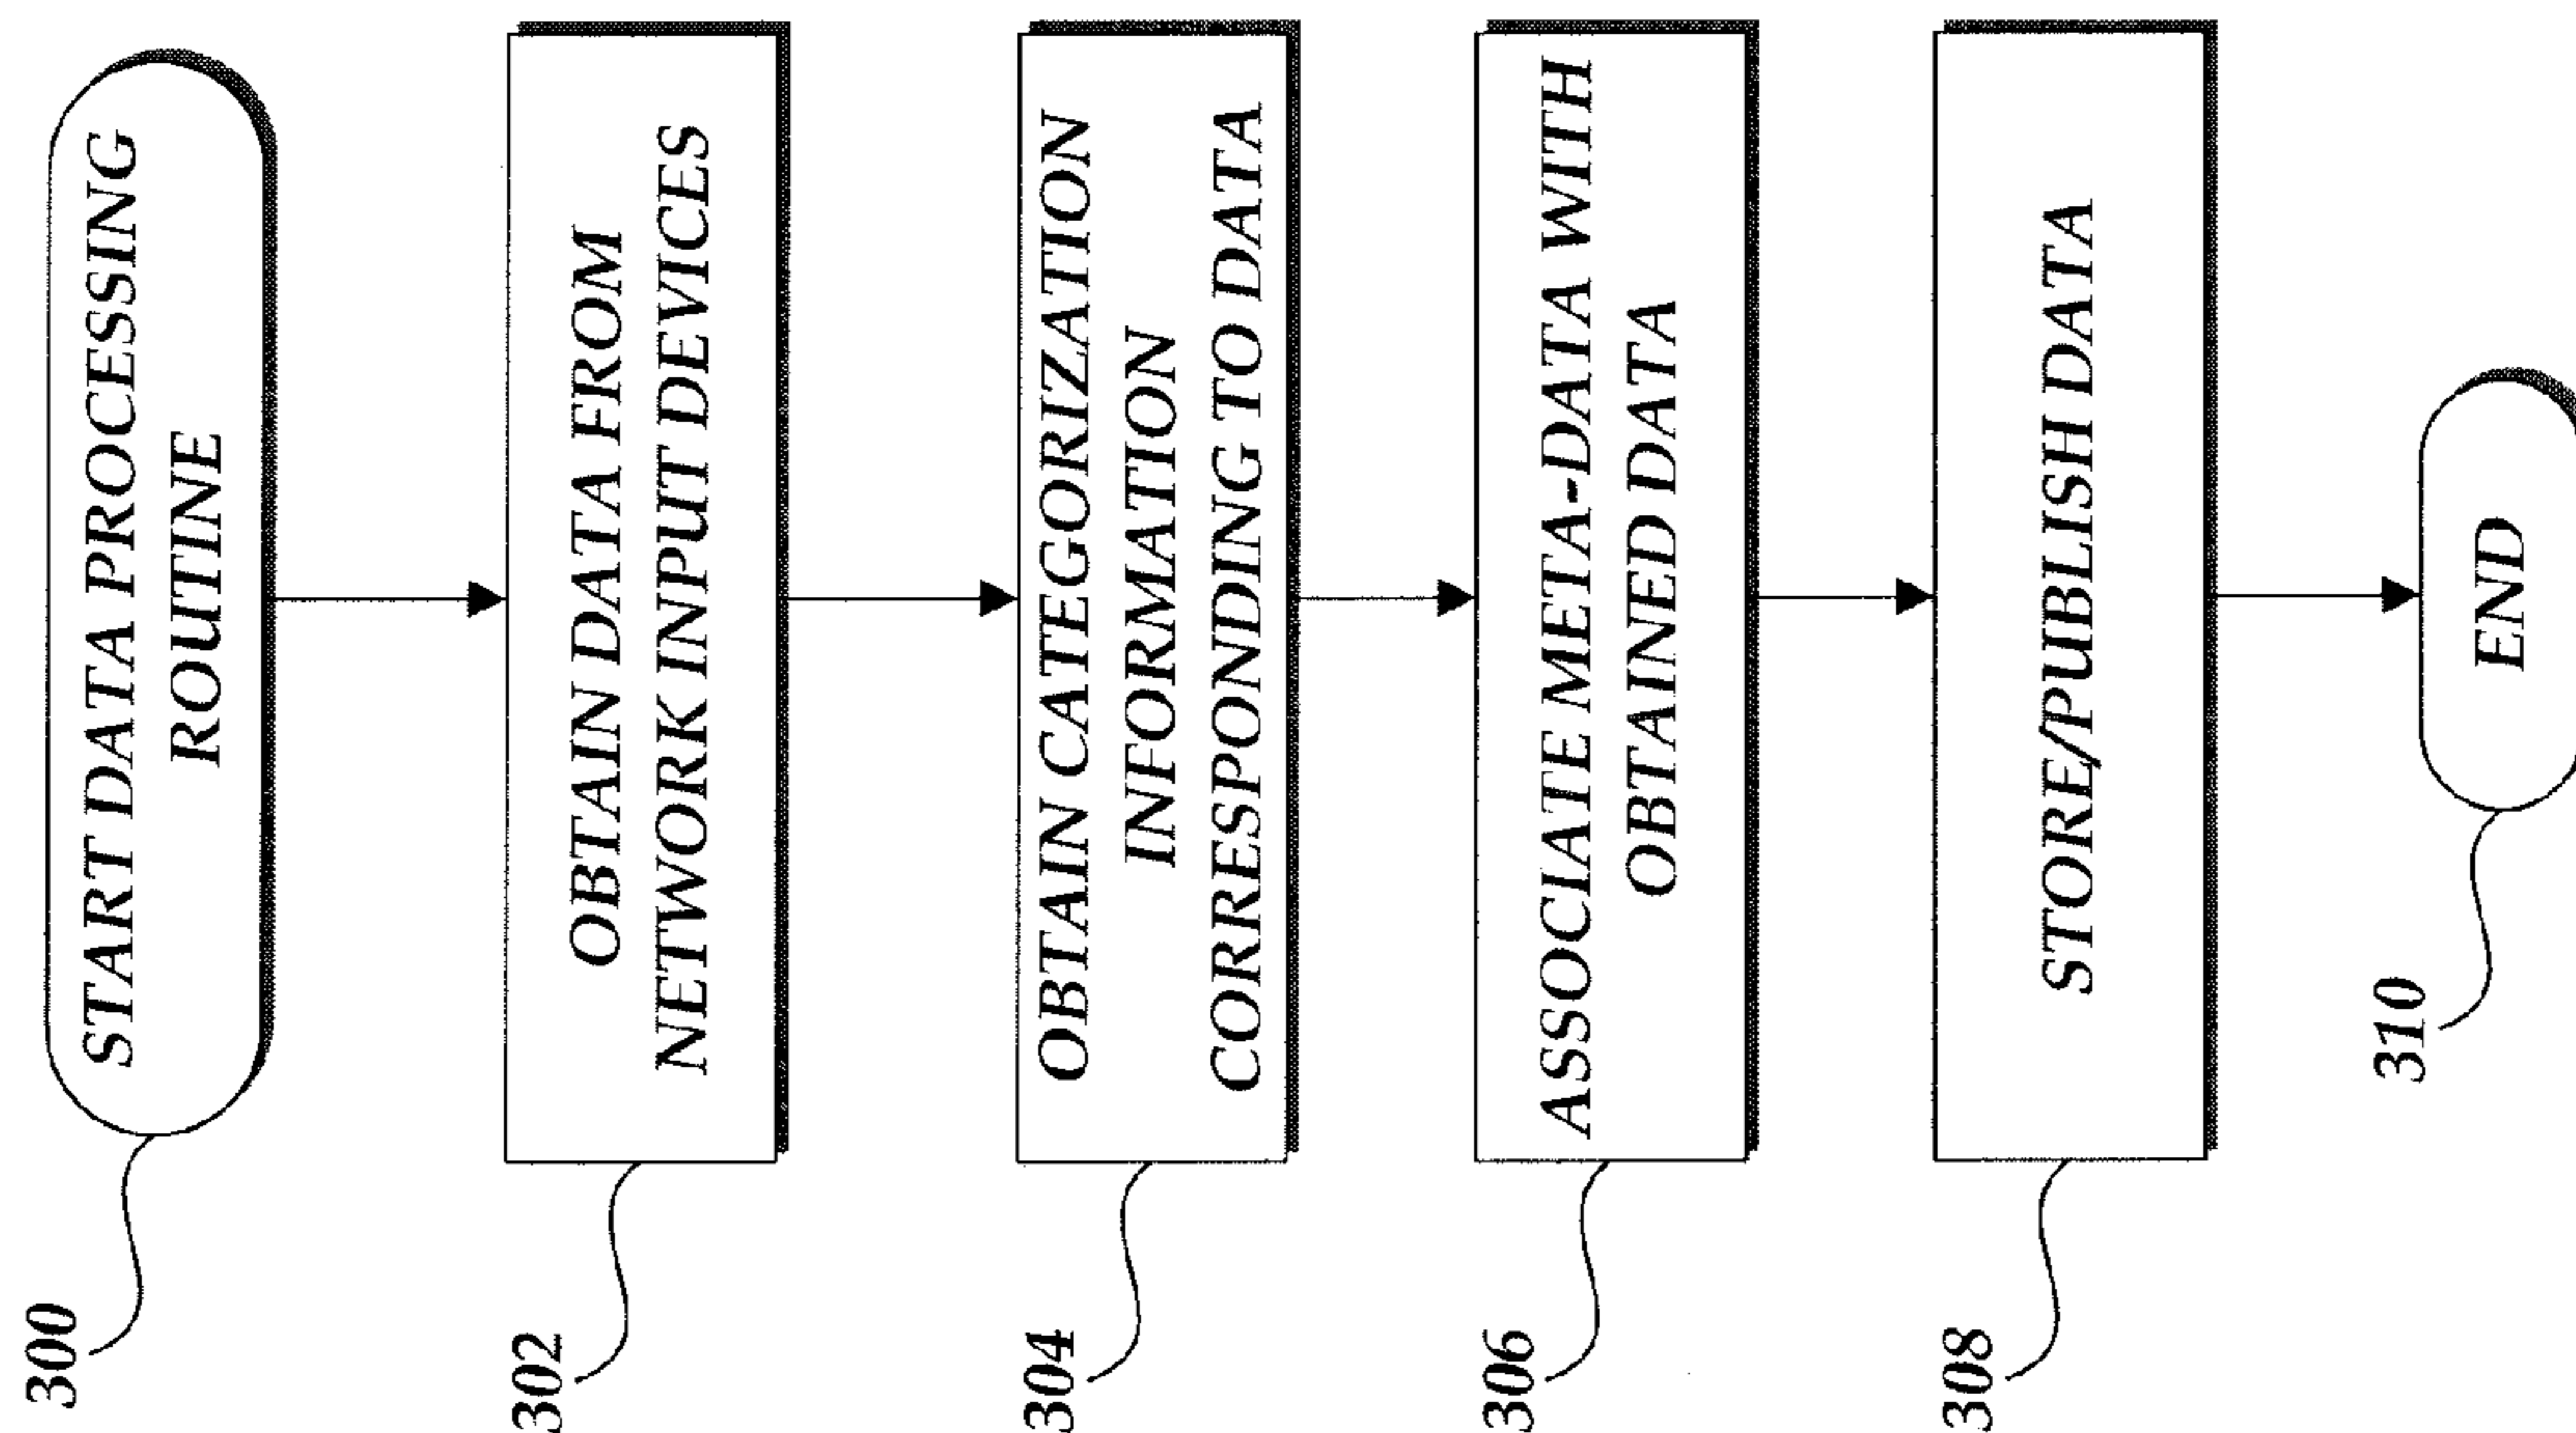 300
START DATA PROCESSING
ROUTINE
302
OBTAIN DATA FROM
NETWORK INPUT DEVICES
304
OBTAIN CATEGORIZATION
INFORMATION
CORRESPONDING TO DATA
306
ASSOCIATE META-DATA WITH
OBTAINED DATA
308
STORE/PUBLISH DATA
310
END